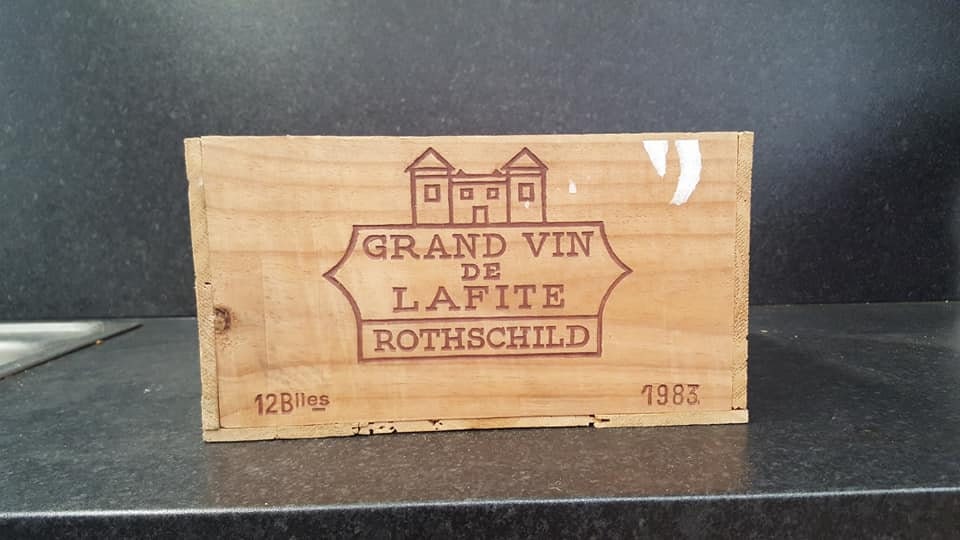 GRAND VIN
DE
LAFITE
ROTHSCHILD
12Blles 1983